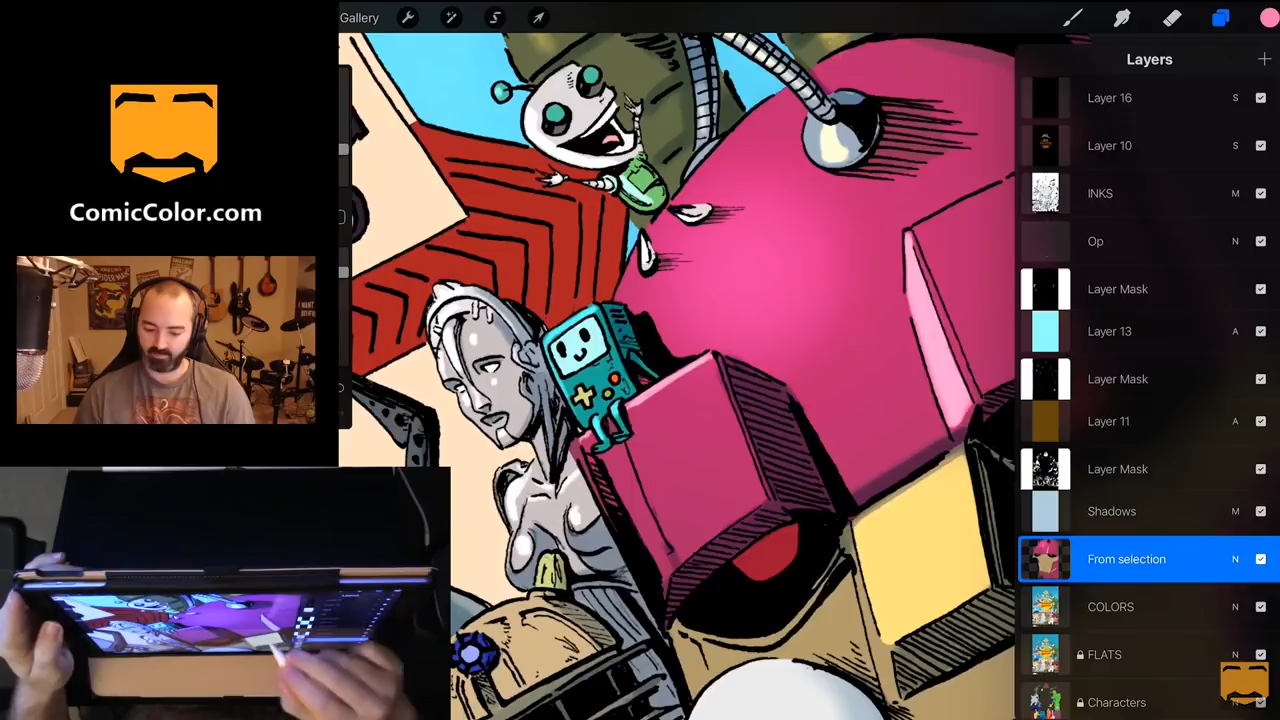 Gallery
Layers
ComicColor.com
Layer 16 S
Layer 10 S
INKS M
Op N
Layer Mask
Layer 13 A
Layer Mask
Layer 11 A
Layer Mask
Shadows M
From selection N
COLORS N
FLATS N
Characters